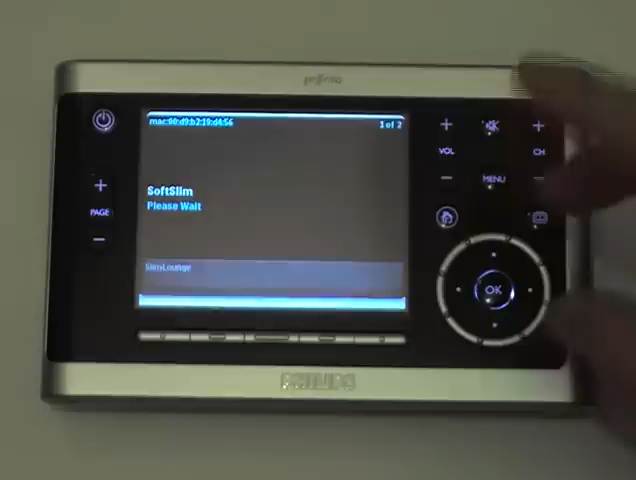 pronto
mac:00:d9:b2:19:d4:56 1 of 2
SoftSlim
Please Wait
SlimLounge
PAGE
VOL
CH
MENU
OK
PHILIPS